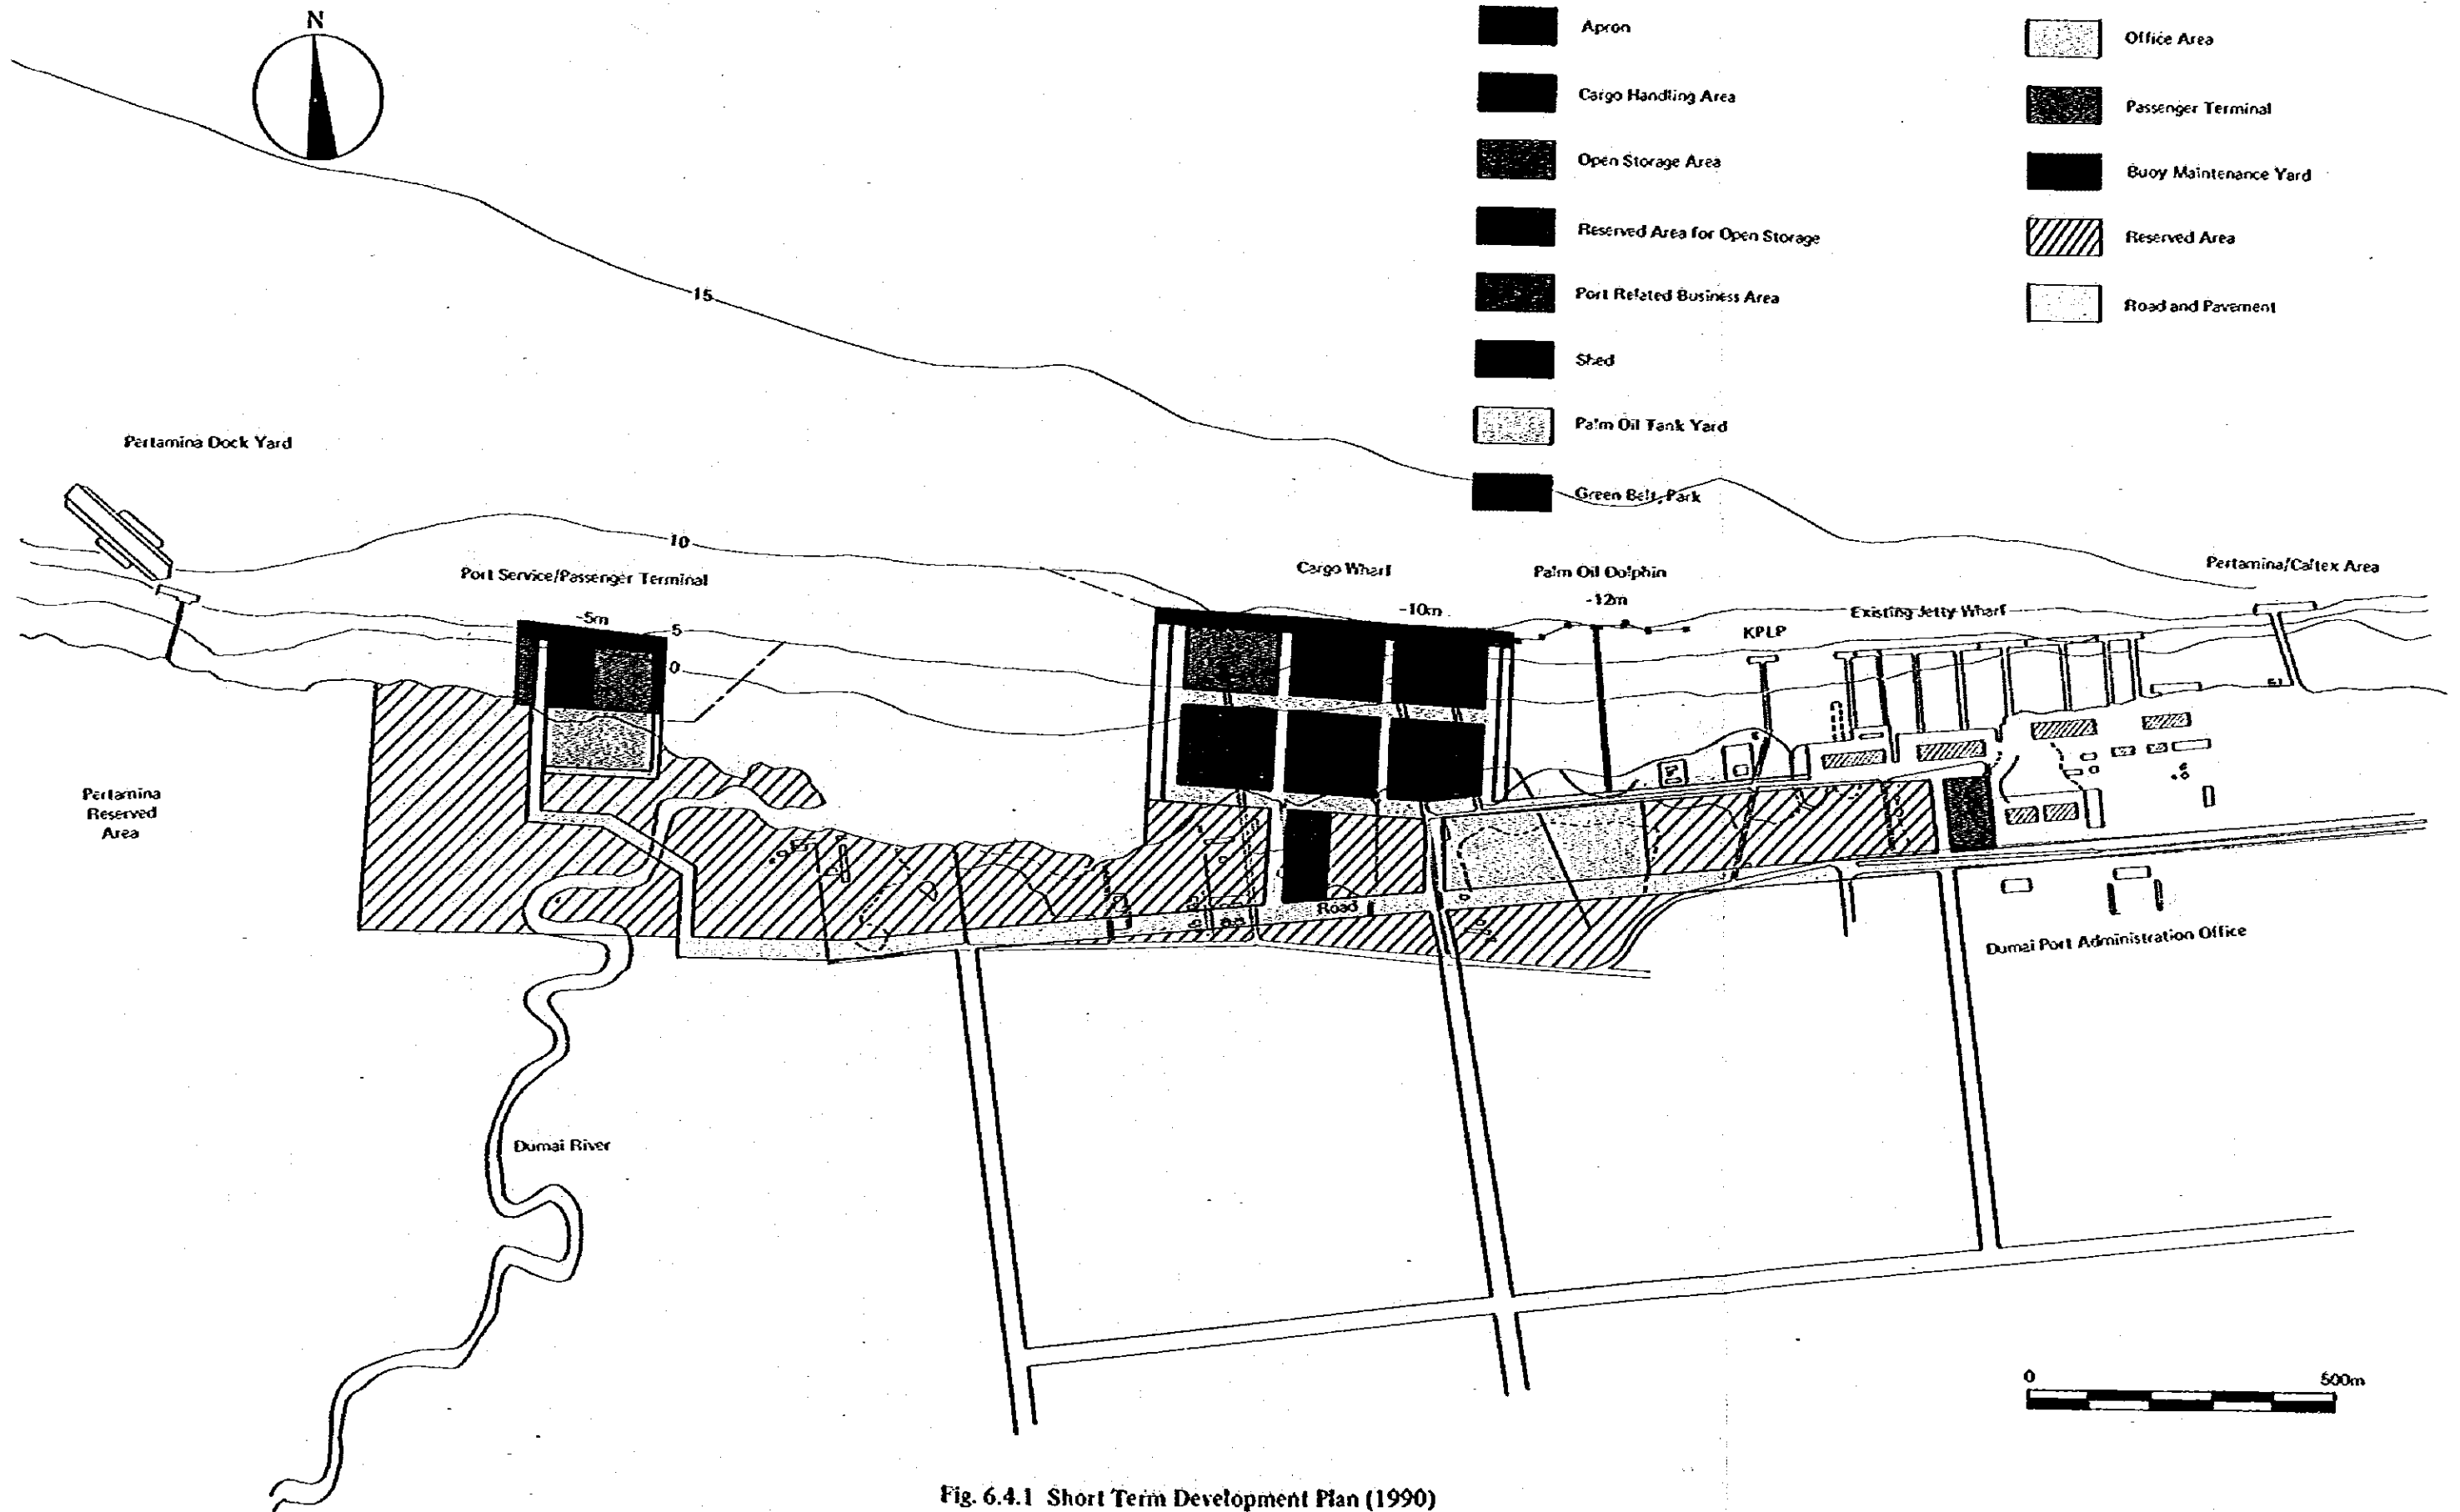 N
Apron
Cargo Handling Area
Open Storage Area
Reserved Area for Open Storage
Port Related Business Area
Shed
Palm Oil Tank Yard
Green Belt, Park
Office Area
Passenger Terminal
Buoy Maintenance Yard
Reserved Area
Road and Pavement
15
Pertamina Dock Yard
10
Port Service/Passenger Terminal
-5m
5
0
Cargo Wharf
-10m
Palm Oil Dolphin
-12m
KPLP
Existing Jetty Wharf
Pertamina/Caltex Area
Pertamina
Reserved
Area
Road
Dumai Port Administration Office
Dumai River
0 500m
Fig. 6.4.1 Short Term Development Plan (1990)